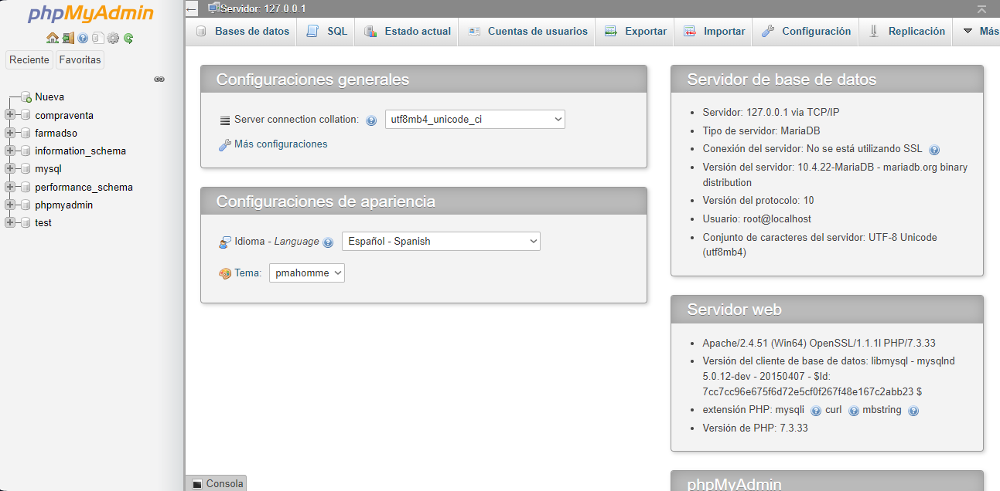 phpMyAdmin
Reciente Favoritas
Nueva
compraventa
farmadso
information_schema
mysql
performance_schema
phpmyadmin
test
Servidor: 127.0.0.1
Bases de datos SQL Estado actual Cuentas de usuarios Exportar Importar Configuración Replicación Más
Configuraciones generales
Server connection collation: utf8mb4_unicode_ci
Más configuraciones
Configuraciones de apariencia
Idioma - Language Español - Spanish
Tema: pmahomme
Servidor de base de datos
Servidor: 127.0.0.1 via TCP/IP
Tipo de servidor: MariaDB
Conexión del servidor: No se está utilizando SSL
Versión del servidor: 10.4.22-MariaDB - mariadb.org binary
distribution
Versión del protocolo: 10
Usuario: root@localhost
Conjunto de caracteres del servidor: UTF-8 Unicode
(utf8mb4)
Servidor web
Apache/2.4.51 (Win64) OpenSSL/1.1.1l PHP/7.3.33
Versión del cliente de base de datos: libmysql - mysqlnd
5.0.12-dev - 20150407 - $Id:
7cc7cc96e675f6d72e5cf0f267f48e167c2abb23 $
extensión PHP: mysqli curl mbstring
Versión de PHP: 7.3.33
phpMyAdmin
Consola